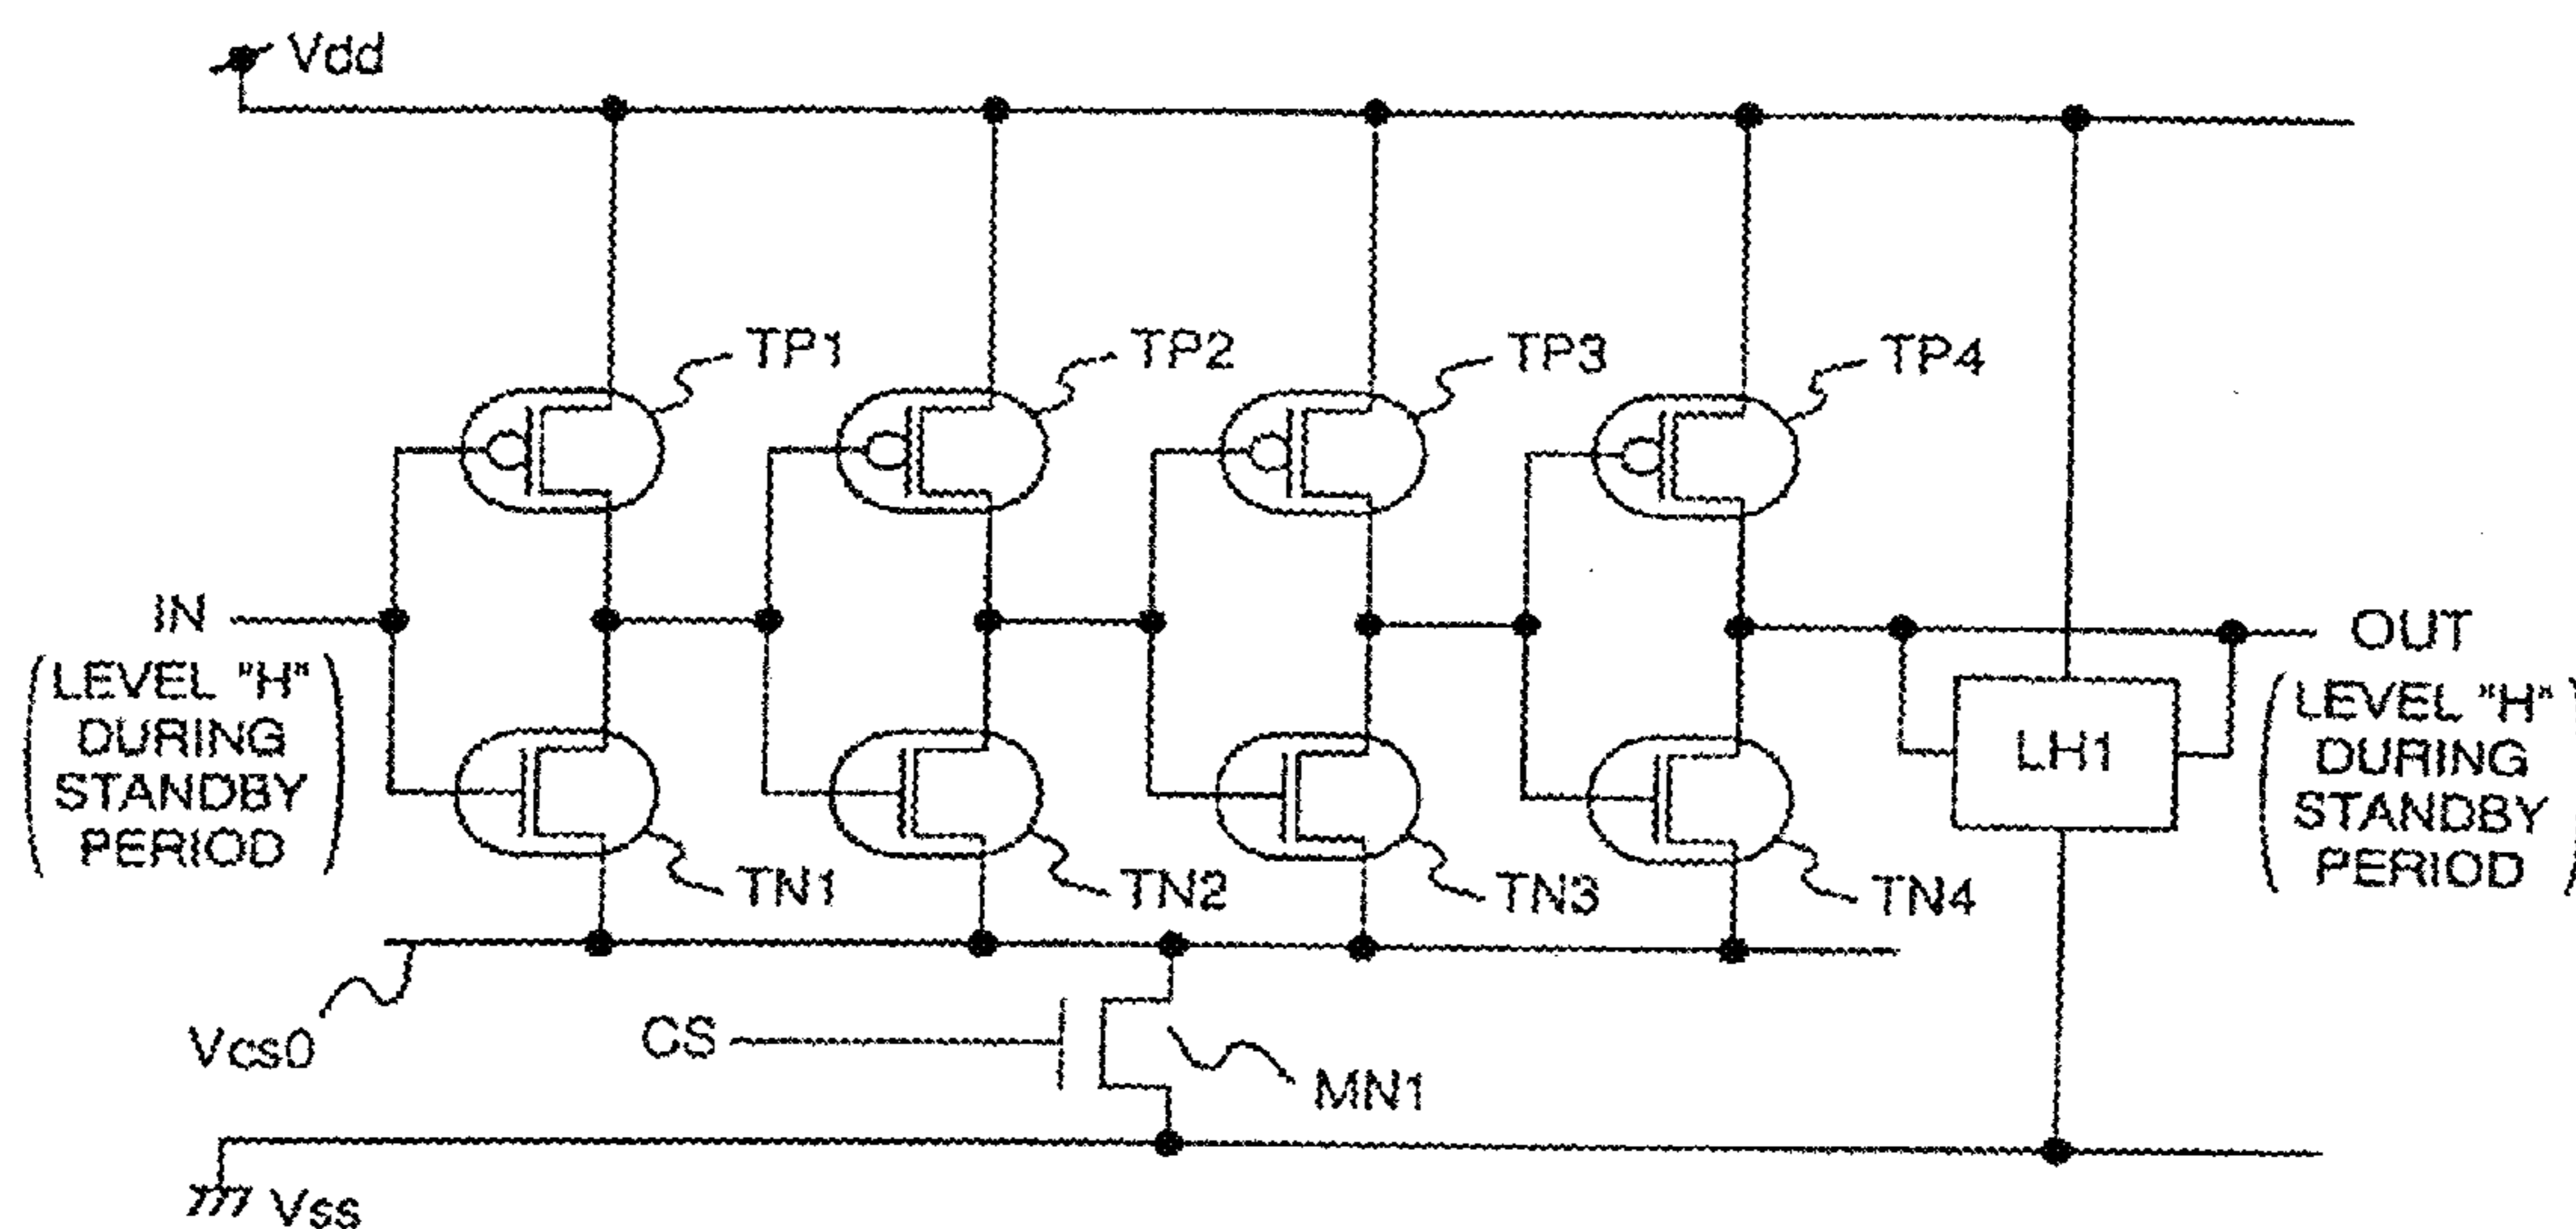 Vdd
TP1
TP2
TP3
TP4
IN
(LEVEL "H"
DURING
STANDBY
PERIOD)
OUT
(LEVEL "H"
DURING
STANDBY
PERIOD)
LH1
TN1
TN2
TN3
TN4
Vcs0
CS
MN1
Vss